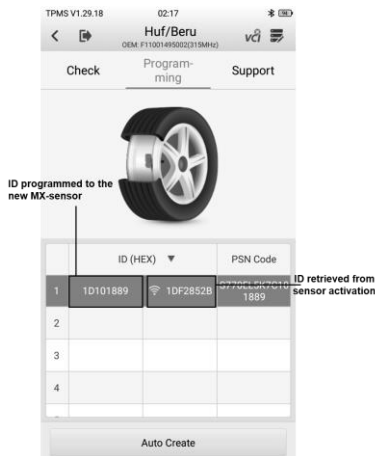 TPMS V1.29.18 02:17
Huf/Beru
OEM: F11001495002(315MHz)
vci
Check
Program-
ming
Support
ID programmed to the
new MX-sensor
ID (HEX) ▼ PSN Code
1 1D101889 1DF2852B
1889
ID retrieved from
sensor activation
2
3
4
Auto Create